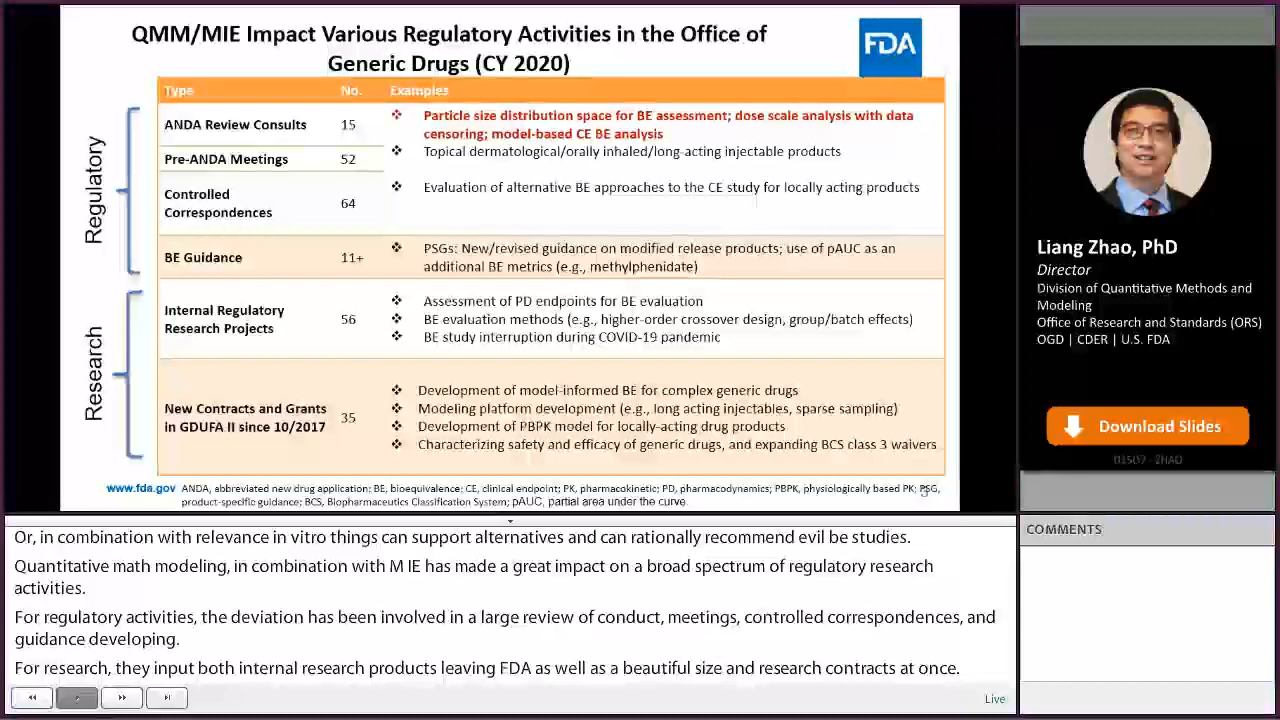 QMM/MIE Impact Various Regulatory Activities in the Office of
Generic Drugs (CY 2020)
FDA
Type No. Examples
Regulatory
ANDA Review Consults 15
❖ Particle size distribution space for BE assessment; dose scale analysis with data
censoring; model-based CE BE analysis
Pre-ANDA Meetings 52
❖ Topical dermatological/orally inhaled/long-acting injectable products
Controlled
Correspondences 64
❖ Evaluation of alternative BE approaches to the CE study for locally acting products
BE Guidance 11+
❖ PSGs: New/revised guidance on modified release products; use of pAUC as an
additional BE metrics (e.g., methylphenidate)
Research
Internal Regulatory
Research Projects 56
❖ Assessment of PD endpoints for BE evaluation
❖ BE evaluation methods (e.g., higher-order crossover design, group/batch effects)
❖ BE study interruption during COVID-19 pandemic
New Contracts and Grants
in GDUFA II since 10/2017 35
❖ Development of model-informed BE for complex generic drugs
❖ Modeling platform development (e.g., long acting injectables, sparse sampling)
❖ Development of PBPK model for locally-acting drug products
❖ Characterizing safety and efficacy of generic drugs, and expanding BCS class 3 waivers
www.fda.gov ANDA, abbreviated new drug application; BE, bioequivalence; CE, clinical endpoint; PK, pharmacokinetic; PD, pharmacodynamics; PBPK, physiologically based PK; PSG,
product-specific guidance; BCS, Biopharmaceutics Classification System; pAUC, partial area under the curve.
Liang Zhao, PhD
Director
Division of Quantitative Methods and
Modeling
Office of Research and Standards (ORS)
OGD | CDER | U.S. FDA
Download Slides
Or, in combination with relevance in vitro things can support alternatives and can rationally recommend evil be studies.
Quantitative math modeling, in combination with M IE has made a great impact on a broad spectrum of regulatory research
activities.
For regulatory activities, the deviation has been involved in a large review of conduct, meetings, controlled correspondences, and
guidance developing.
For research, they input both internal research products leaving FDA as well as a beautiful size and research contracts at once.
Live
COMMENTS